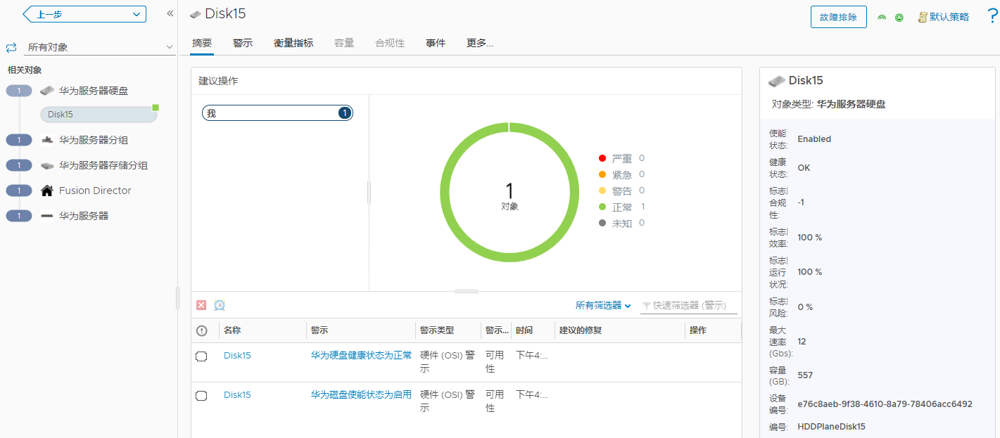 上一步
«
所有对象
相关对象
1 华为服务器硬盘
Disk15
1 华为服务器分组
1 华为服务器存储分组
1 Fusion Director
1 华为服务器
Disk15
故障排除
默认策略
?
摘要 警示 衡量指标 容量 合规性 事件 更多...
建议操作
我 1
1
对象
严重 0
紧急 0
警告 0
正常 1
未知 0
所有筛选器 快速筛选器 (警示)
名称 警示 警示类型 警示... 时间 建议的修复 操作
Disk15 华为硬盘健康状态为正常 硬件 (OSI) 警示 可用性 下午4:...
Disk15 华为磁盘使能状态为启用 硬件 (OSI) 警示 可用性 下午4:...
Disk15
对象类型: 华为服务器硬盘
使能状态: Enabled
健康状态: OK
标志|合规性: -1
标志|效率: 100 %
标志|运行状况: 100 %
标志|风险: 0 %
最大速率(Gbs): 12
容量(GB): 557
设备编号: e76c8aeb-9f38-4610-8a79-78406acc6492
编号: HDDPlaneDisk15